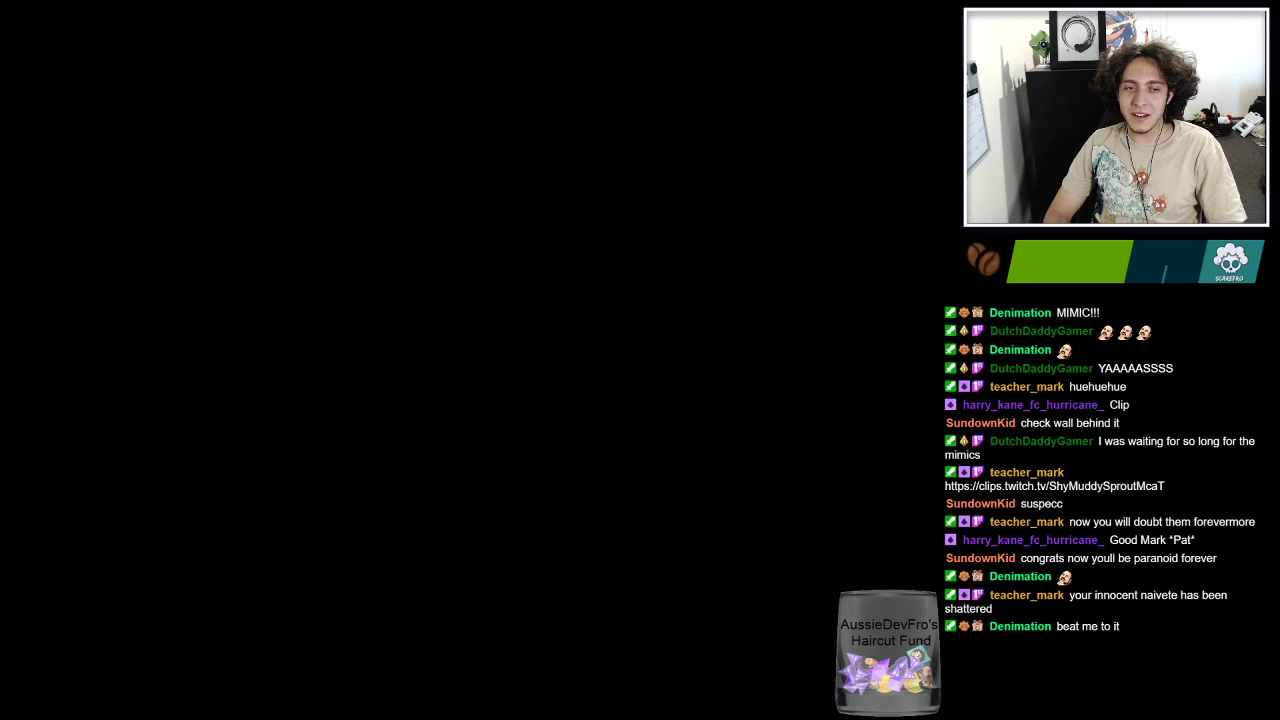 SCAREFRO
Denimation MIMIC!!!
DutchDaddyGamer
Denimation
DutchDaddyGamer YAAAAASSSS
teacher_mark huehuehue
harry_kane_fc_hurricane_ Clip
SundownKid check wall behind it
DutchDaddyGamer I was waiting for so long for the
mimics
teacher_mark
https://clips.twitch.tv/ShyMuddySproutMcaT
SundownKid suspecc
teacher_mark now you will doubt them forevermore
harry_kane_fc_hurricane_ Good Mark *Pat*
SundownKid congrats now youll be paranoid forever
Denimation
teacher_mark your innocent naivete has been
shattered
Denimation beat me to it
AussieDevFro's
Haircut Fund